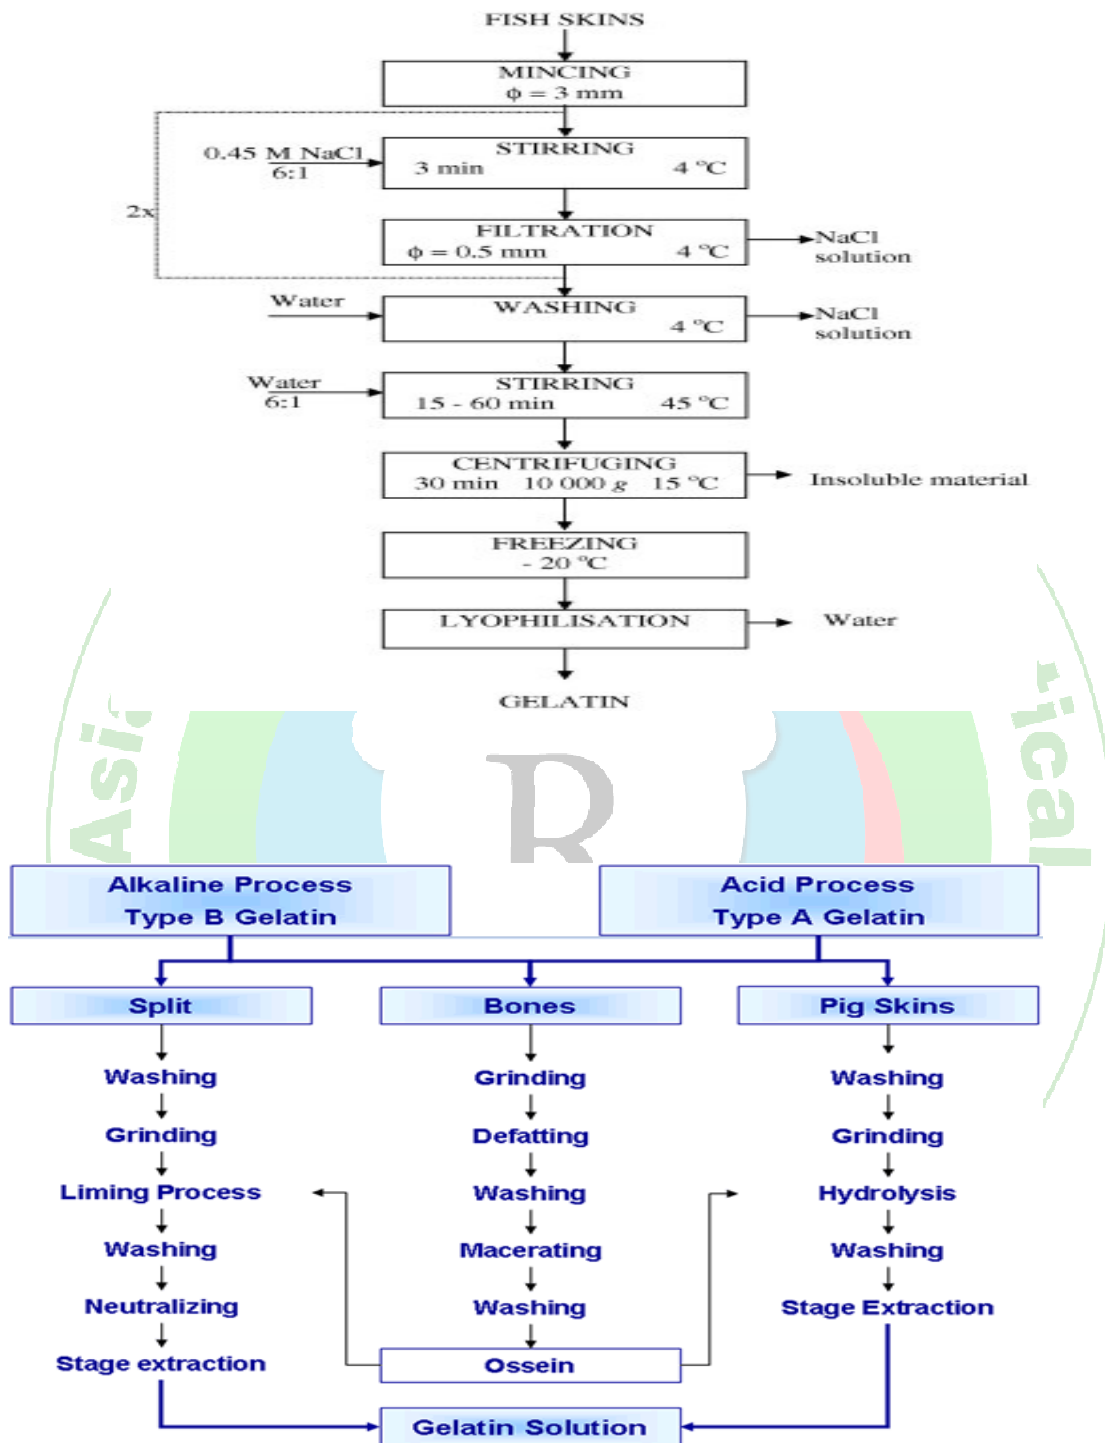 FISH SKINS
MINCING
ϕ = 3 mm
0.45 M NaCl
6:1
STIRRING
3 min 4 °C
2x
FILTRATION
ϕ = 0.5 mm 4 °C
NaCl
solution
Water
WASHING
4 °C
NaCl
solution
Water
6:1
STIRRING
15 - 60 min 45 °C
CENTRIFUGING
30 min 10 000 g 15 °C
Insoluble material
FREEZING
- 20 °C
LYOPHILISATION
Water
GELATIN
Asia
rical
R
Alkaline Process
Type B Gelatin
Acid Process
Type A Gelatin
Split
Bones
Pig Skins
Washing
Grinding
Washing
Grinding
Defatting
Grinding
Liming Process
Washing
Hydrolysis
Washing
Macerating
Washing
Neutralizing
Washing
Stage Extraction
Stage extraction
Ossein
Gelatin Solution